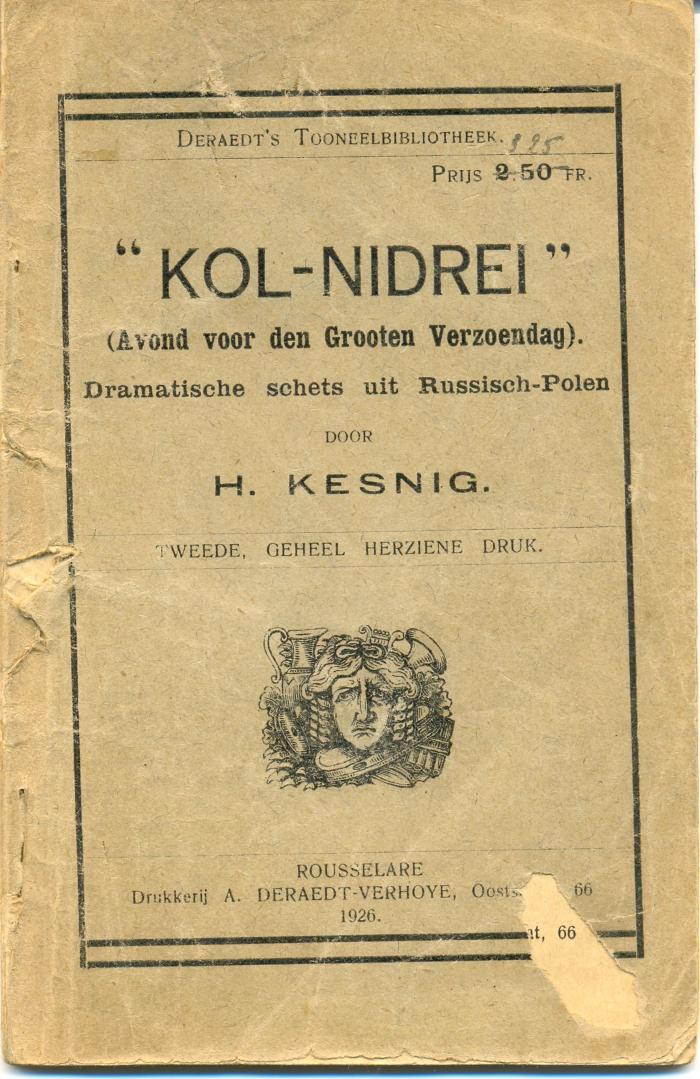 DERAEDT'S TOONEELBIBLIOTHEEK.
PRIJS 2.50 FR.
“ KOL-NIDREI ”
(Avond voor den Grooten Verzoendag).
Dramatische schets uit Russisch-Polen
DOOR
H. KESNIG.
TWEEDE, GEHEEL HERZIENE DRUK.
ROUSSELARE
Drukkerij A. DERAEDT-VERHOYE, 66
1926.
66